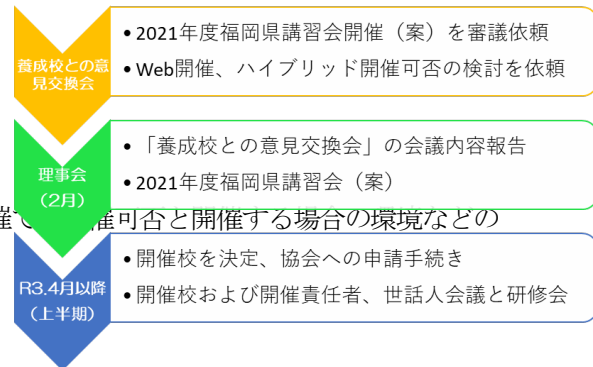 養成校との意
見交換会
• 2021年度福岡県講習会開催（案）を審議依頼
• Web開催、ハイブリッド開催可否の検討を依頼
理事会
（2月）
• 「養成校との意見交換会」の会議内容報告
• 2021年度福岡県講習会（案）
催で
催可否と開催する場合の環境などの
R3.4月以降
（上半期）
• 開催校を決定、協会への申請手続き
• 開催校および開催責任者、世話人会議と研修会